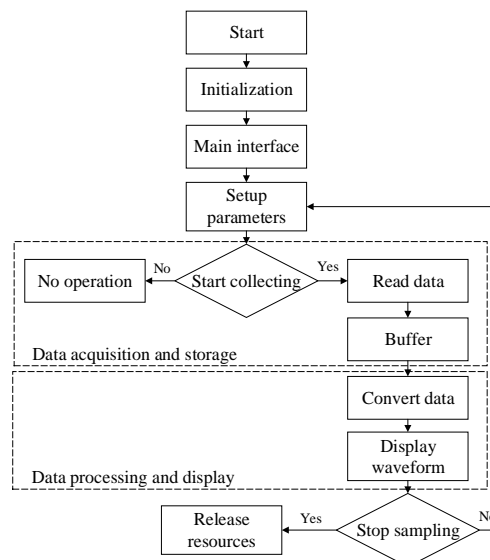 Start
Initialization
Main interface
Setup
parameters
No
Yes
No operation
Start collecting
Read data
Buffer
Data acquisition and storage
Convert data
Display
waveform
Data processing and display
Release
resources
Yes
Stop sampling
No